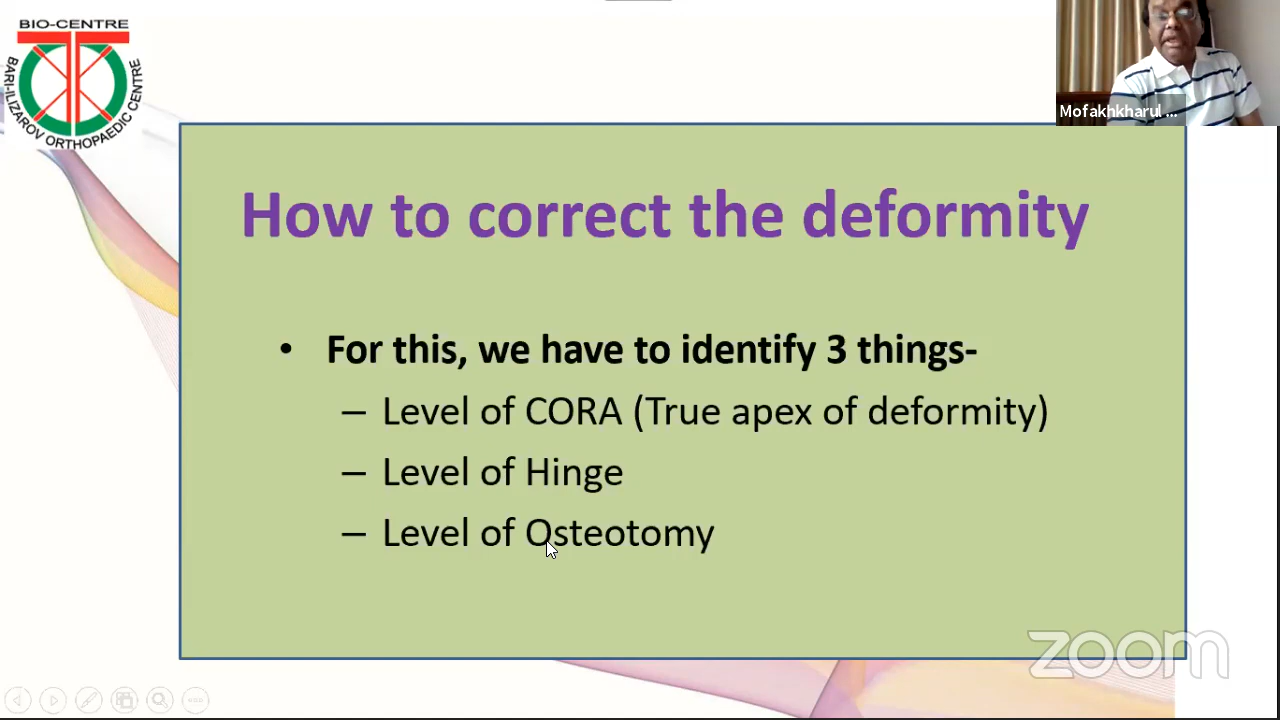 BIO-CENTRE
BARI-ILIZAROV ORTHOPAEDIC CENTRE
Mofakhkharul ...
How to correct the deformity
• For this, we have to identify 3 things-
– Level of CORA (True apex of deformity)
– Level of Hinge
– Level of Osteotomy
zoom